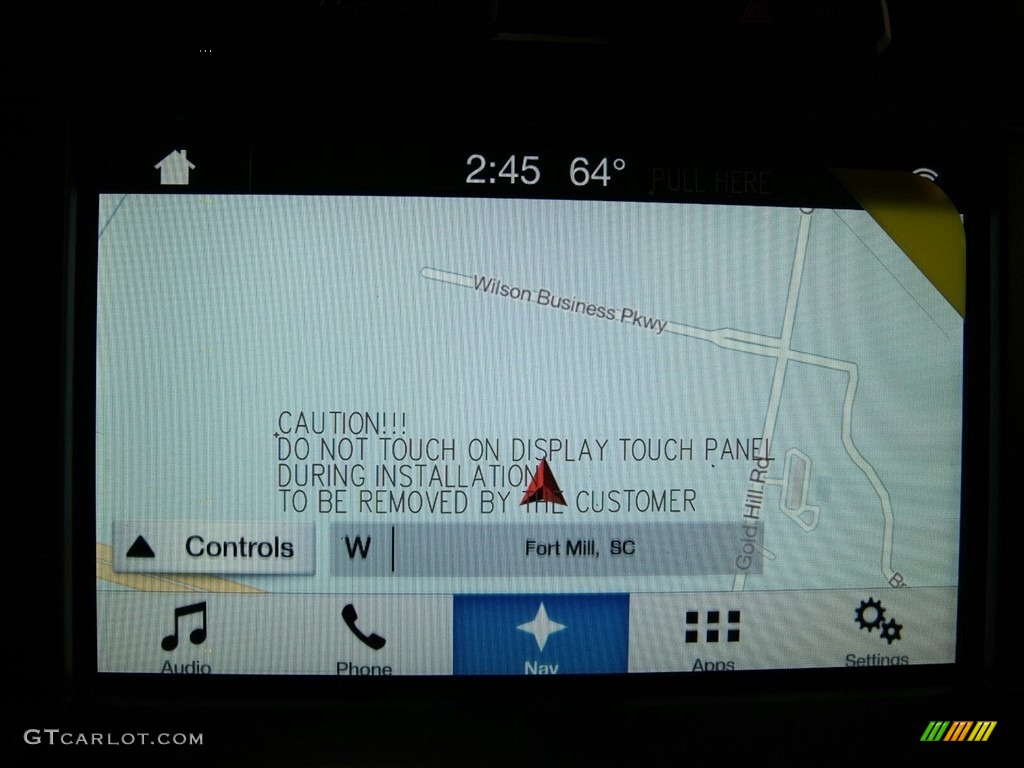 2:45 64°
PULL HERE
Wilson Business Pkwy
CAUTION!!!
DO NOT TOUCH ON DISPLAY TOUCH PANEL
DURING INSTALLATION
TO BE REMOVED BY THE CUSTOMER
Gold Hill Rd
Controls
W
Fort Mill, SC
Br
Audio
Phone
Nav
Apps
Settings
GTCARLOT.COM